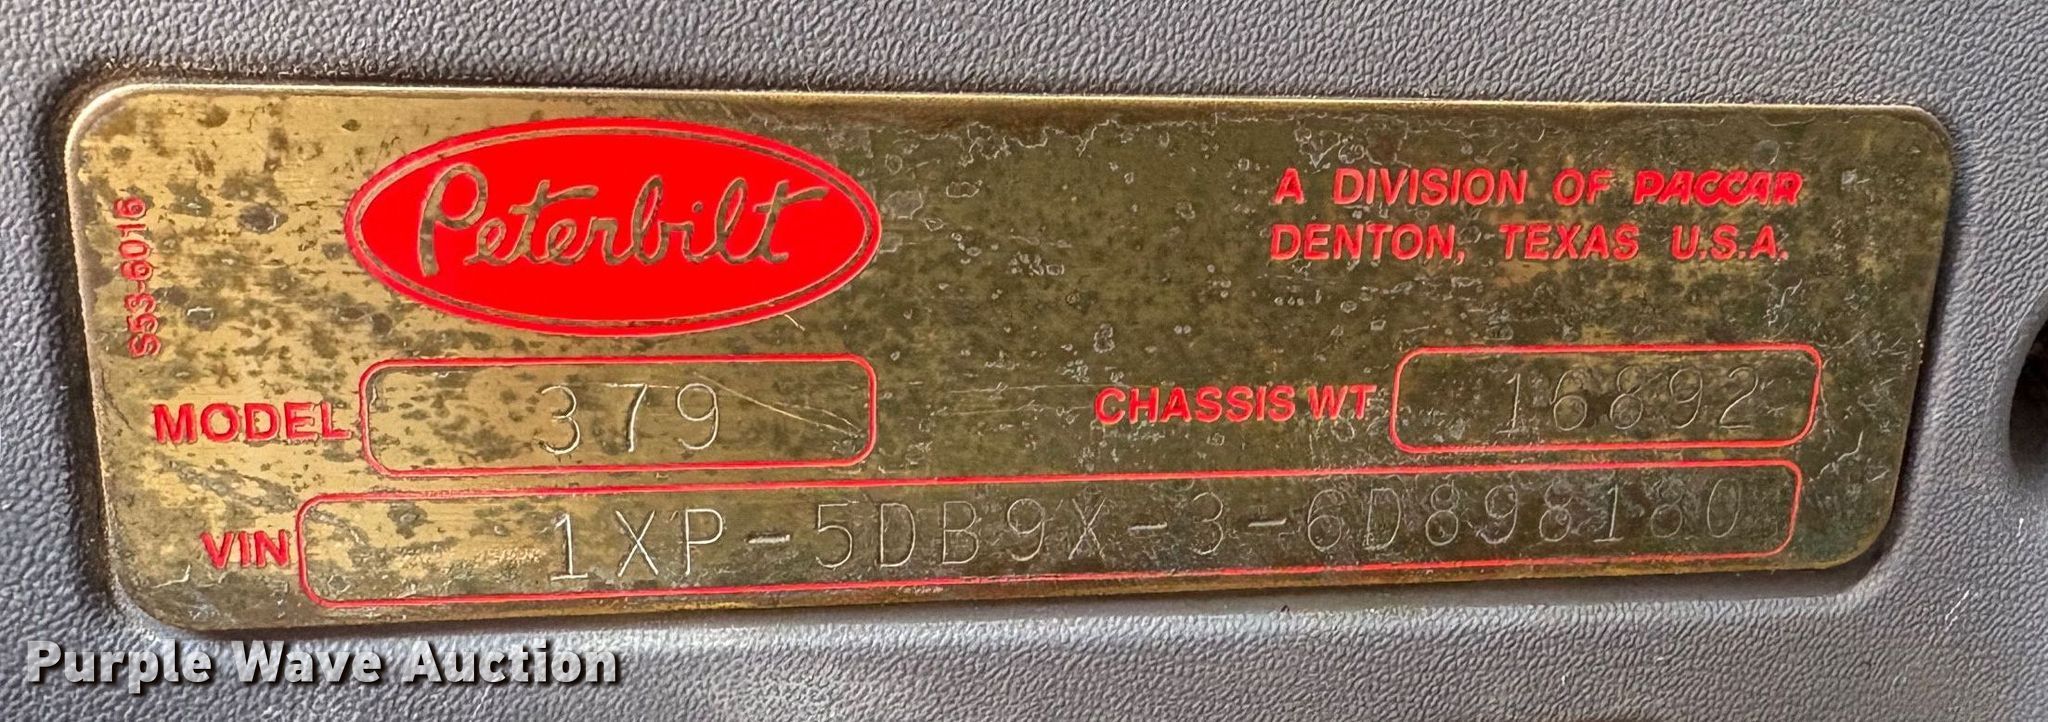 553-6016
Peterbilt
A DIVISION OF PACCAR
DENTON, TEXAS U.S.A.
MODEL 379
CHASSIS WT 16892
VIN 1XP-5DB9X-3-6D898180
Purple Wave Auction